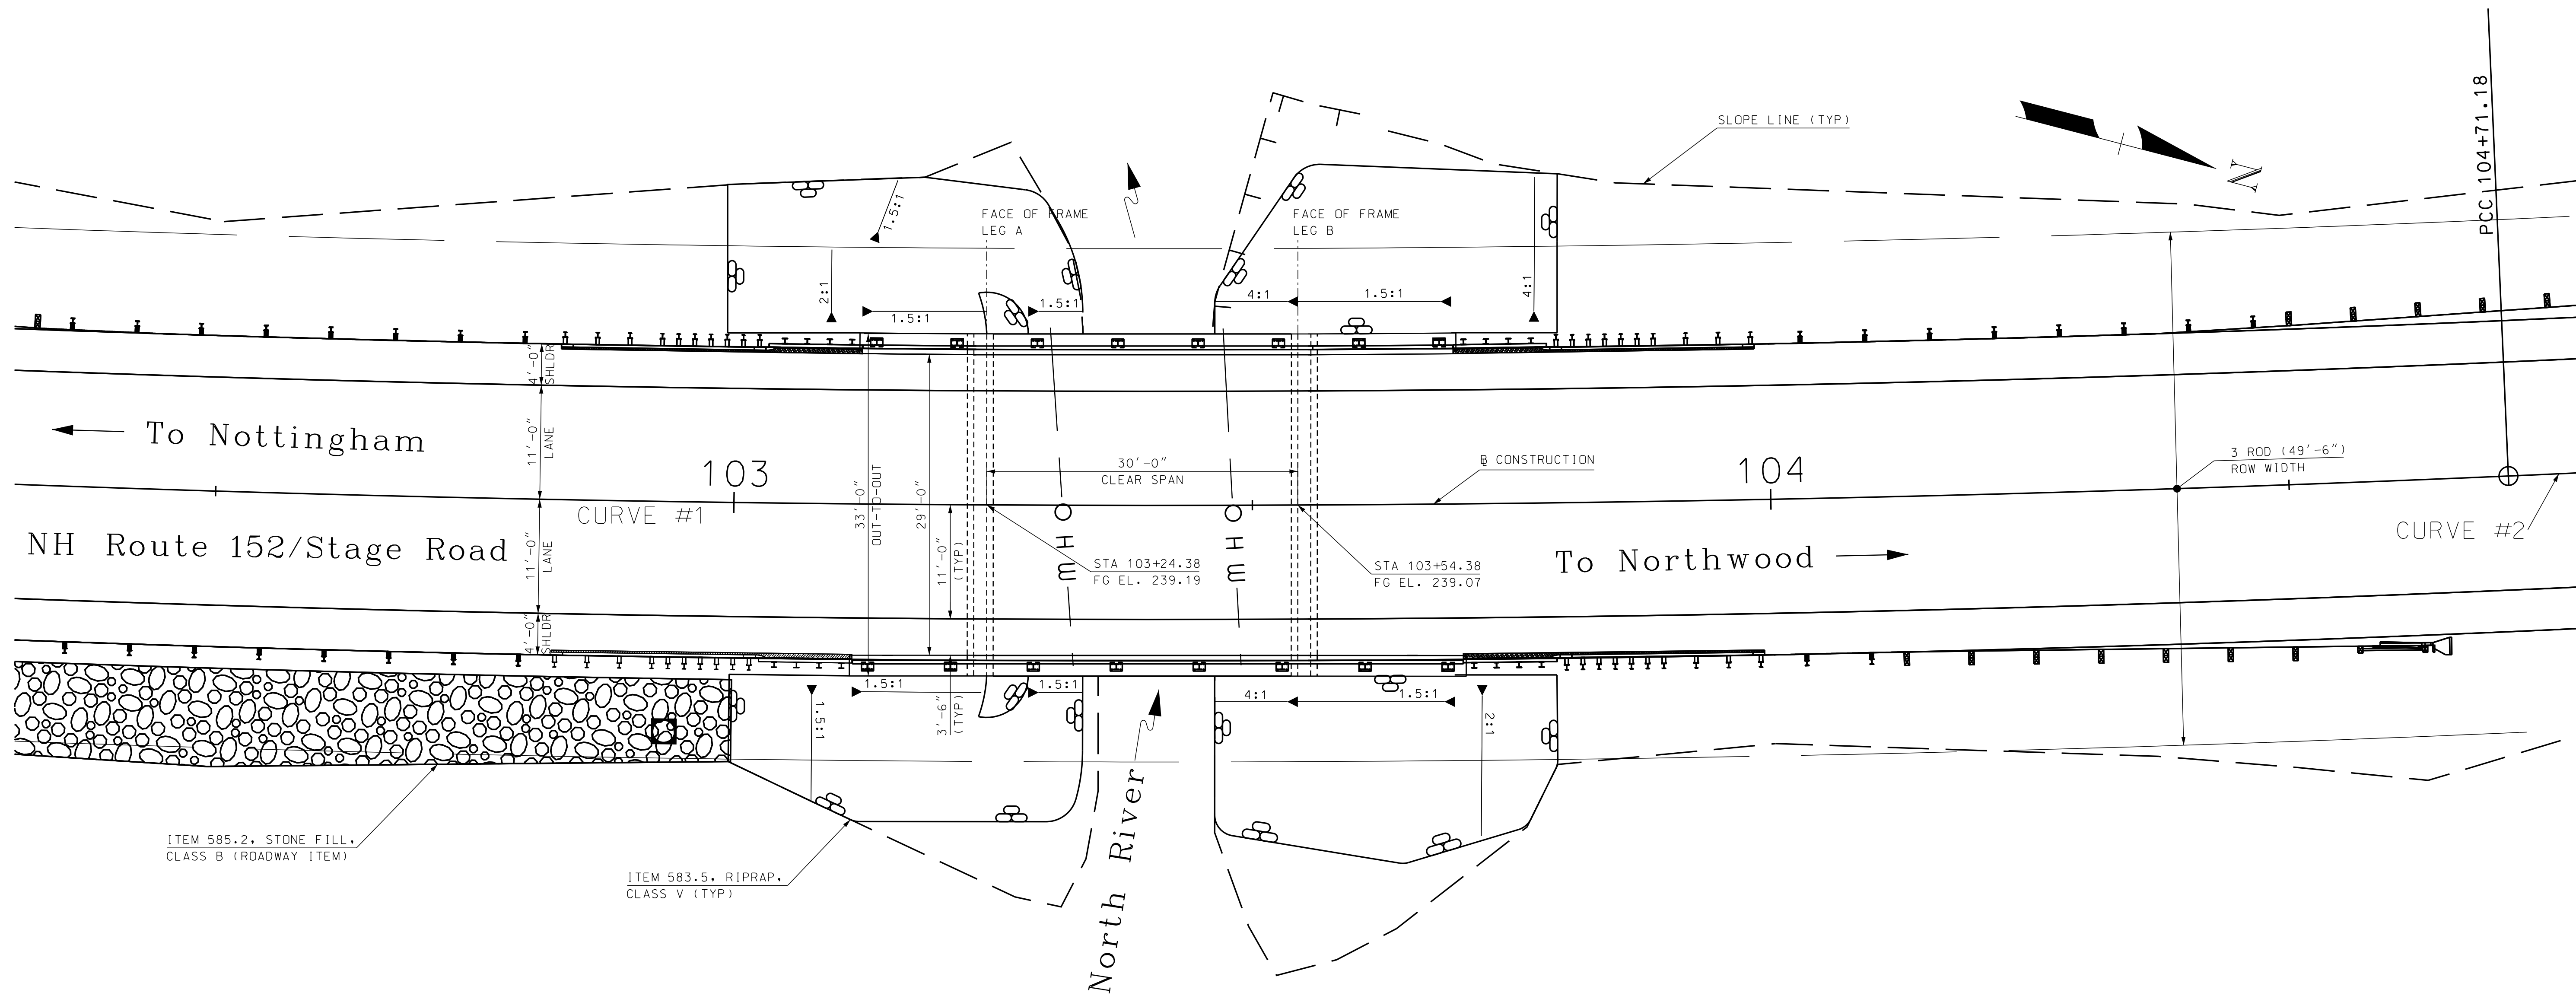 SLOPE LINE (TYP)
N
PCC 104+71.18
FACE OF FRAME
LEG A
FACE OF FRAME
LEG B
1.5:1
2:1
1.5:1
1.5:1
4:1
1.5:1
4:1
4'-0"
SHLDR
11'-0"
LANE
← To Nottingham
103
33'-0"
OUT-TO-OUT
29'-0"
30'-0"
CLEAR SPAN
℄ CONSTRUCTION
104
3 ROD (49'-6")
ROW WIDTH
CURVE #1
CURVE #2
NH Route 152/Stage Road
11'-0"
LANE
11'-0"
(TYP)
OHW
OHW
STA 103+24.38
FG EL. 239.19
STA 103+54.38
FG EL. 239.07
To Northwood →
4'-0"
SHLDR
1.5:1
1.5:1
4:1
1.5:1
1.5:1
3'-6"
(TYP)
2:1
North River
ITEM 585.2, STONE FILL,
CLASS B (ROADWAY ITEM)
ITEM 583.5, RIPRAP,
CLASS V (TYP)